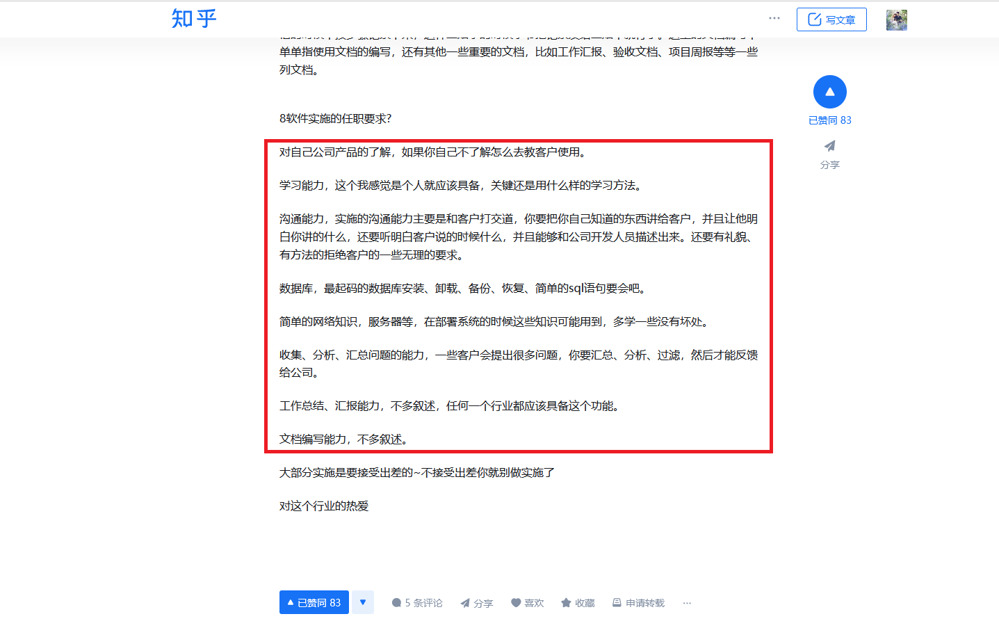 知乎
写文章
单单指使用文档的编写，还有其他一些重要的文档，比如工作汇报、验收文档、项目周报等等一些
列文档。
已赞同 83
分享
8软件实施的任职要求？
对自己公司产品的了解，如果你自己不了解怎么去教客户使用。
学习能力，这个我感觉是个人就应该具备，关键还是用什么样的学习方法。
沟通能力，实施的沟通能力主要是和客户打交道，你要把你自己知道的东西讲给客户，并且让他明
白你讲的什么，还要听明白客户说的时候什么，并且能够和公司开发人员描述出来。还要有礼貌、
有方法的拒绝客户的一些无理的要求。
数据库，最起码的数据库安装、卸载、备份、恢复、简单的sql语句要会吧。
简单的网络知识，服务器等，在部署系统的时候这些知识可能用到，多学一些没有坏处。
收集、分析、汇总问题的能力，一些客户会提出很多问题，你要汇总、分析、过滤，然后才能反馈
给公司。
工作总结、汇报能力，不多叙述，任何一个行业都应该具备这个功能。
文档编写能力，不多叙述。
大部分实施是要接受出差的~不接受出差你就别做实施了
对这个行业的热爱
已赞同 83 5 条评论 分享 喜欢 收藏 申请转载